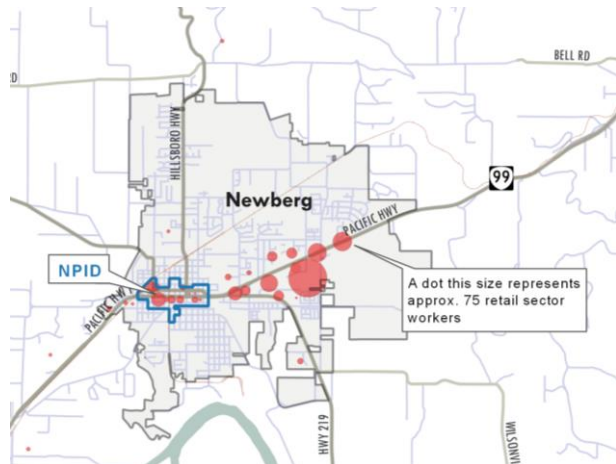 BELL RD
RD
HILLSBORO HWY
99
Newberg
PACIFIC HWY
NPID
A dot this size represents
approx. 75 retail sector
workers
PACIFIC HW
HWY 219
WILSONV